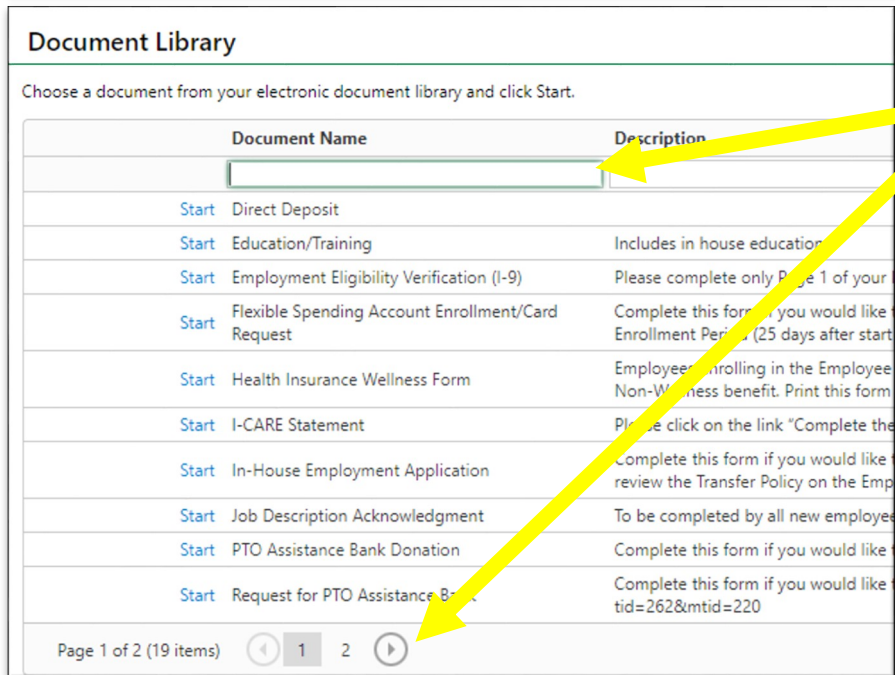 Document Library
Choose a document from your electronic document library and click Start.
Document Name Description
Start Direct Deposit
Start Education/Training Includes in house education
Start Employment Eligibility Verification (I-9) Please complete only Page 1 of your
Start Flexible Spending Account Enrollment/Card Request Complete this form if you would like
Enrollment Period (25 days after start
Start Health Insurance Wellness Form Employees enrolling in the Employee
Non-Wellness benefit. Print this form
Start I-CARE Statement Please click on the link "Complete the
Start In-House Employment Application Complete this form if you would like
review the Transfer Policy on the Emp
Start Job Description Acknowledgment To be completed by all new employee
Start PTO Assistance Bank Donation Complete this form if you would like
Start Request for PTO Assistance Bank Complete this form if you would like
tid=262&mtid=220
Page 1 of 2 (19 items) 1 2